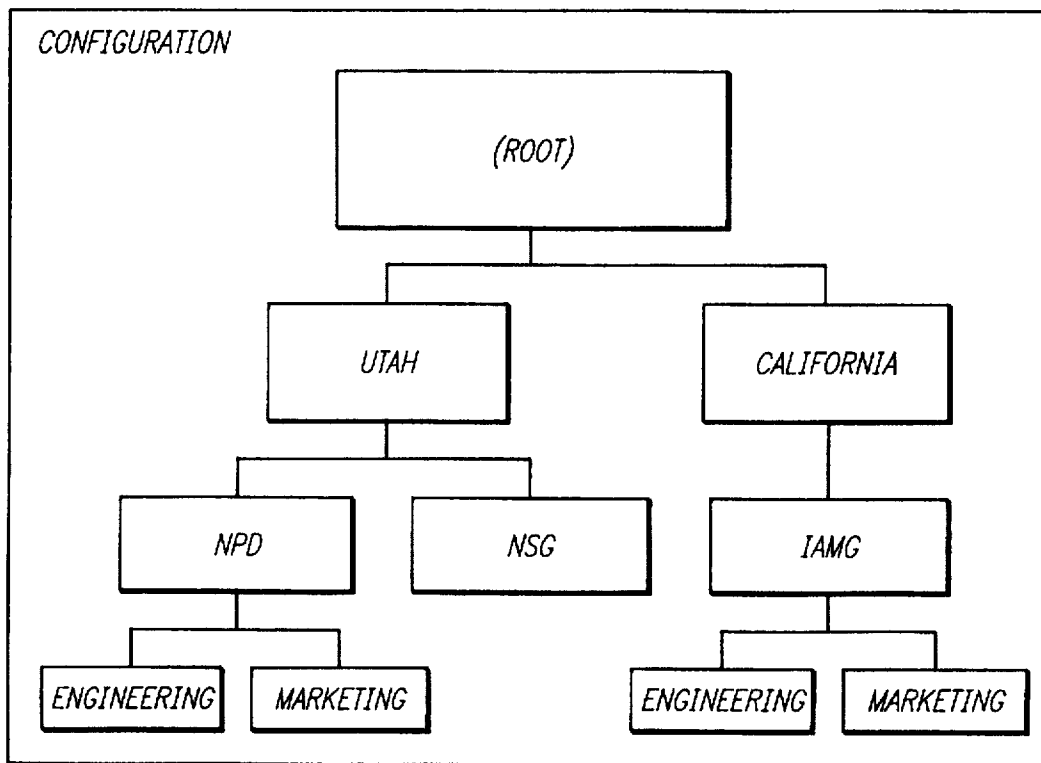 CONFIGURATION
(ROOT)
UTAH
CALIFORNIA
NPD
NSG
IAMG
ENGINEERING
MARKETING
ENGINEERING
MARKETING